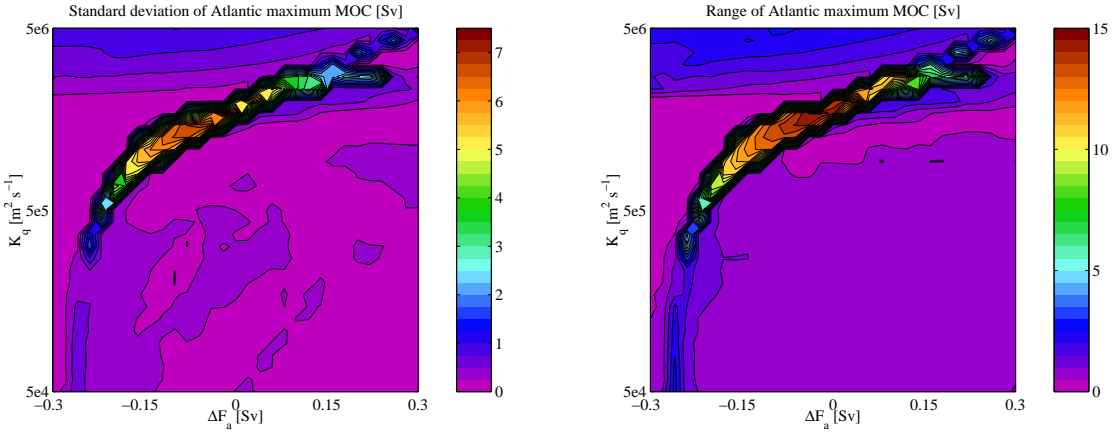 Standard deviation of Atlantic maximum MOC [Sv]
5e6
5e5
5e4
K_q [m² s⁻¹]
−0.3 −0.15 0 0.15 0.3
ΔF_a [Sv]
7
6
5
4
3
2
1
0
Range of Atlantic maximum MOC [Sv]
5e6
5e5
5e4
K_q [m² s⁻¹]
−0.3 −0.15 0 0.15 0.3
ΔF_a [Sv]
15
10
5
0